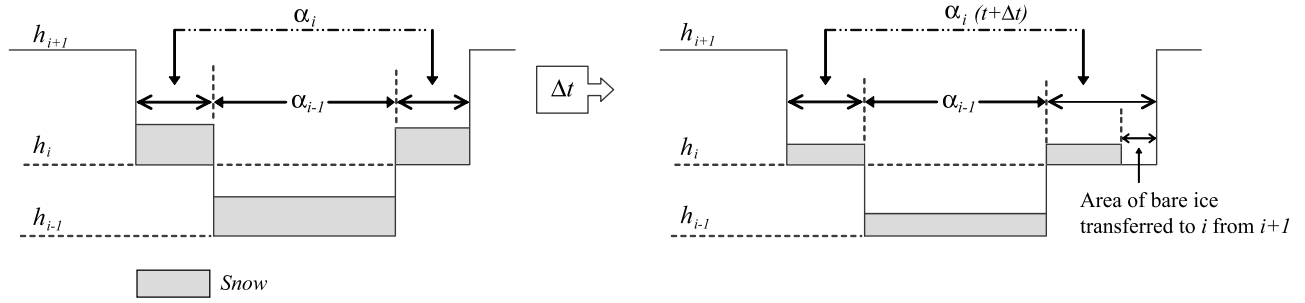 α_i
h_{i+1}
α_{i-1}
h_i
h_{i-1}
Snow
Δt
α_i (t+Δt)
h_{i+1}
α_{i-1}
h_i
h_{i-1}
Area of bare ice
transferred to i from i+1